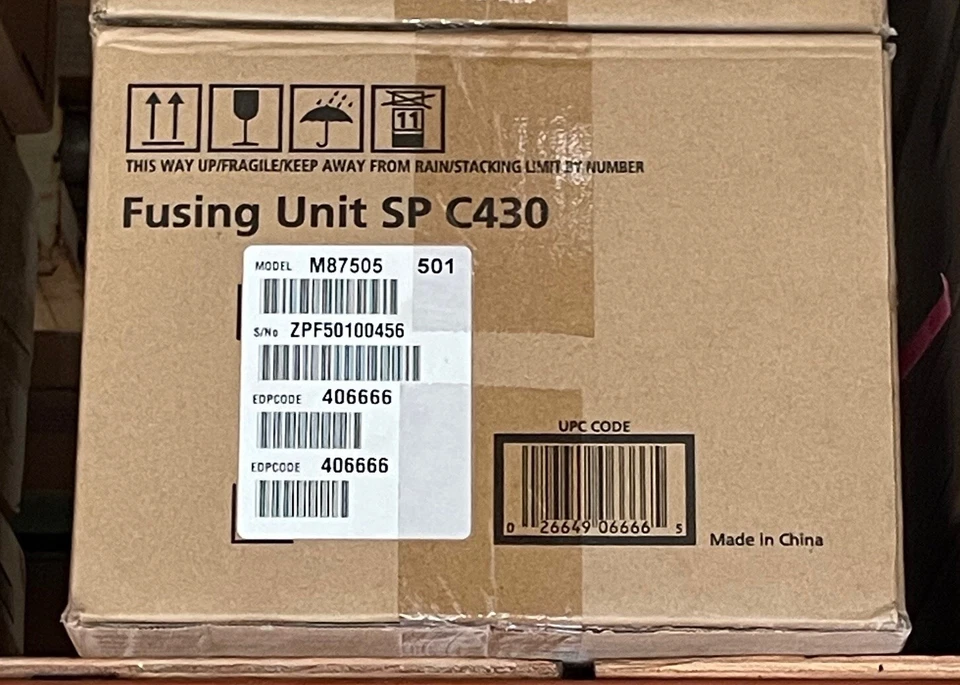 11
THIS WAY UP/FRAGILE/KEEP AWAY FROM RAIN/STACKING LIMIT BY NUMBER
Fusing Unit SP C430
MODEL M87505 501
S/No ZPF50100456
EDPCODE 406666
EDPCODE 406666
UPC CODE
0 26649 06666 5
Made in China